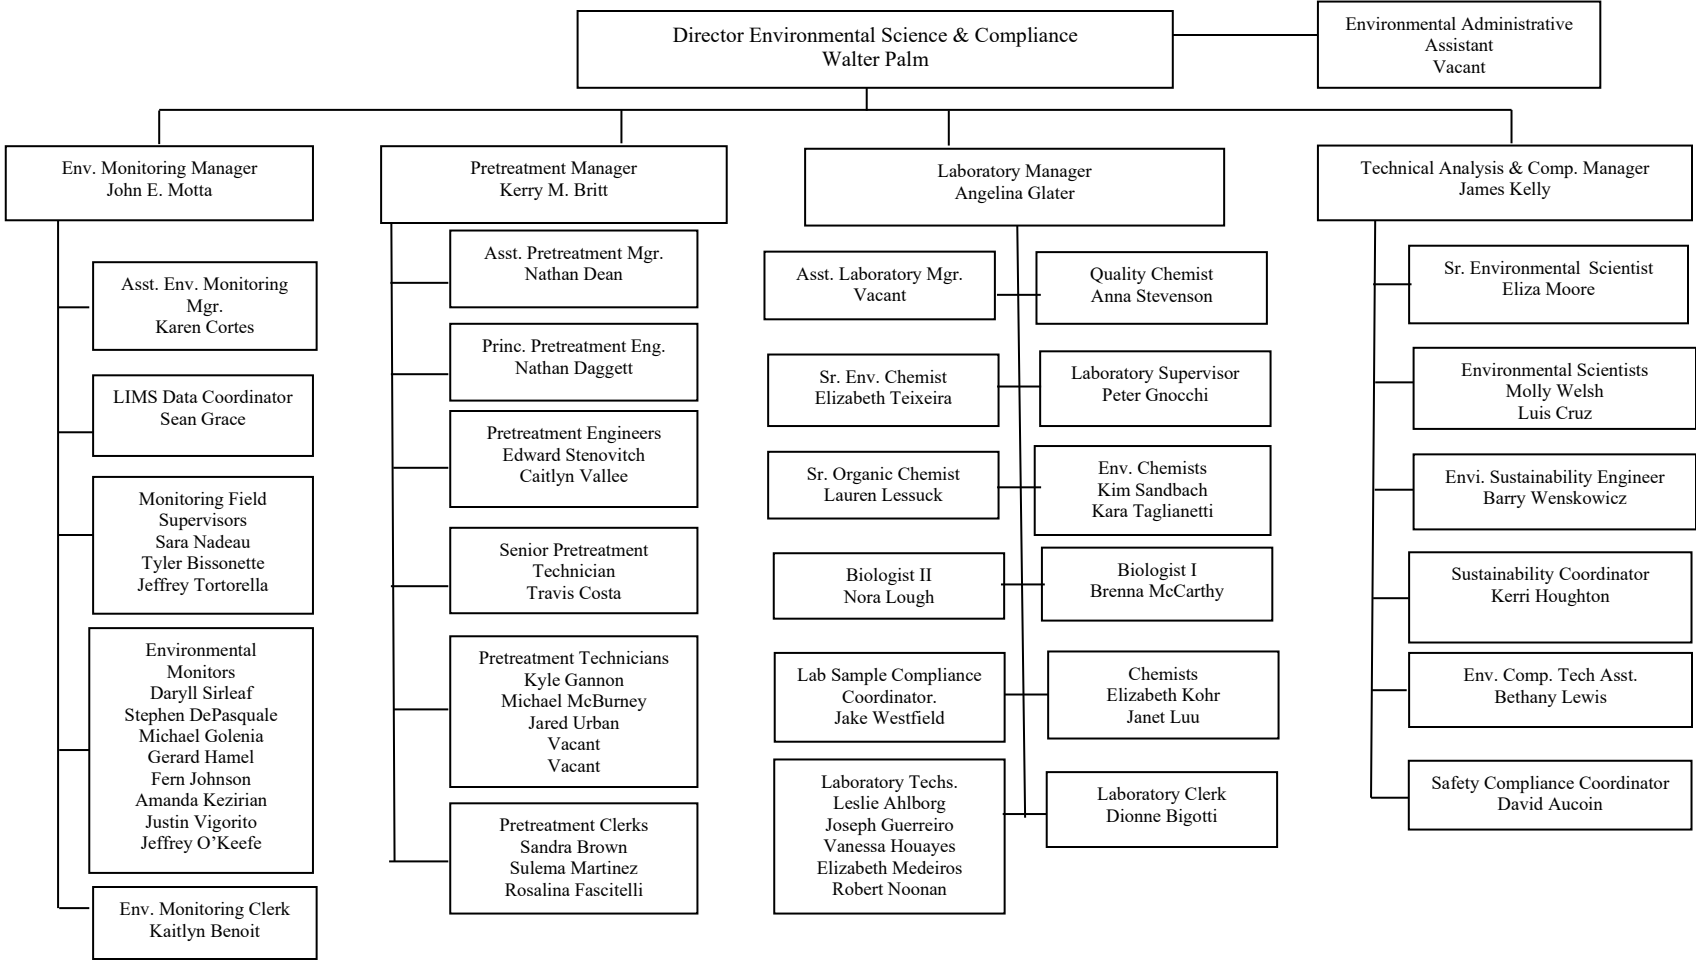 Director Environmental Science & Compliance
Walter Palm
Environmental Administrative
Assistant
Vacant
Env. Monitoring Manager
John E. Motta
Asst. Env. Monitoring
Mgr.
Karen Cortes
LIMS Data Coordinator
Sean Grace
Monitoring Field
Supervisors
Sara Nadeau
Tyler Bissonette
Jeffrey Tortorella
Environmental
Monitors
Daryll Sirleaf
Stephen DePasquale
Michael Golenia
Gerard Hamel
Fern Johnson
Amanda Kezirian
Justin Vigorito
Jeffrey O’Keefe
Env. Monitoring Clerk
Kaitlyn Benoit
Pretreatment Manager
Kerry M. Britt
Asst. Pretreatment Mgr.
Nathan Dean
Princ. Pretreatment Eng.
Nathan Daggett
Pretreatment Engineers
Edward Stenovitch
Caitlyn Vallee
Senior Pretreatment
Technician
Travis Costa
Pretreatment Technicians
Kyle Gannon
Michael McBurney
Jared Urban
Vacant
Vacant
Pretreatment Clerks
Sandra Brown
Sulema Martinez
Rosalina Fascitelli
Laboratory Manager
Angelina Glater
Asst. Laboratory Mgr.
Vacant
Quality Chemist
Anna Stevenson
Sr. Env. Chemist
Elizabeth Teixeira
Laboratory Supervisor
Peter Gnocchi
Sr. Organic Chemist
Lauren Lessuck
Env. Chemists
Kim Sandbach
Kara Taglianetti
Biologist II
Nora Lough
Biologist I
Brenna McCarthy
Lab Sample Compliance
Coordinator.
Jake Westfield
Chemists
Elizabeth Kohr
Janet Luu
Laboratory Techs.
Leslie Ahlborg
Joseph Guerreiro
Vanessa Houayes
Elizabeth Medeiros
Robert Noonan
Laboratory Clerk
Dionne Bigotti
Technical Analysis & Comp. Manager
James Kelly
Sr. Environmental Scientist
Eliza Moore
Environmental Scientists
Molly Welsh
Luis Cruz
Envi. Sustainability Engineer
Barry Wenskowicz
Sustainability Coordinator
Kerri Houghton
Env. Comp. Tech Asst.
Bethany Lewis
Safety Compliance Coordinator
David Aucoin